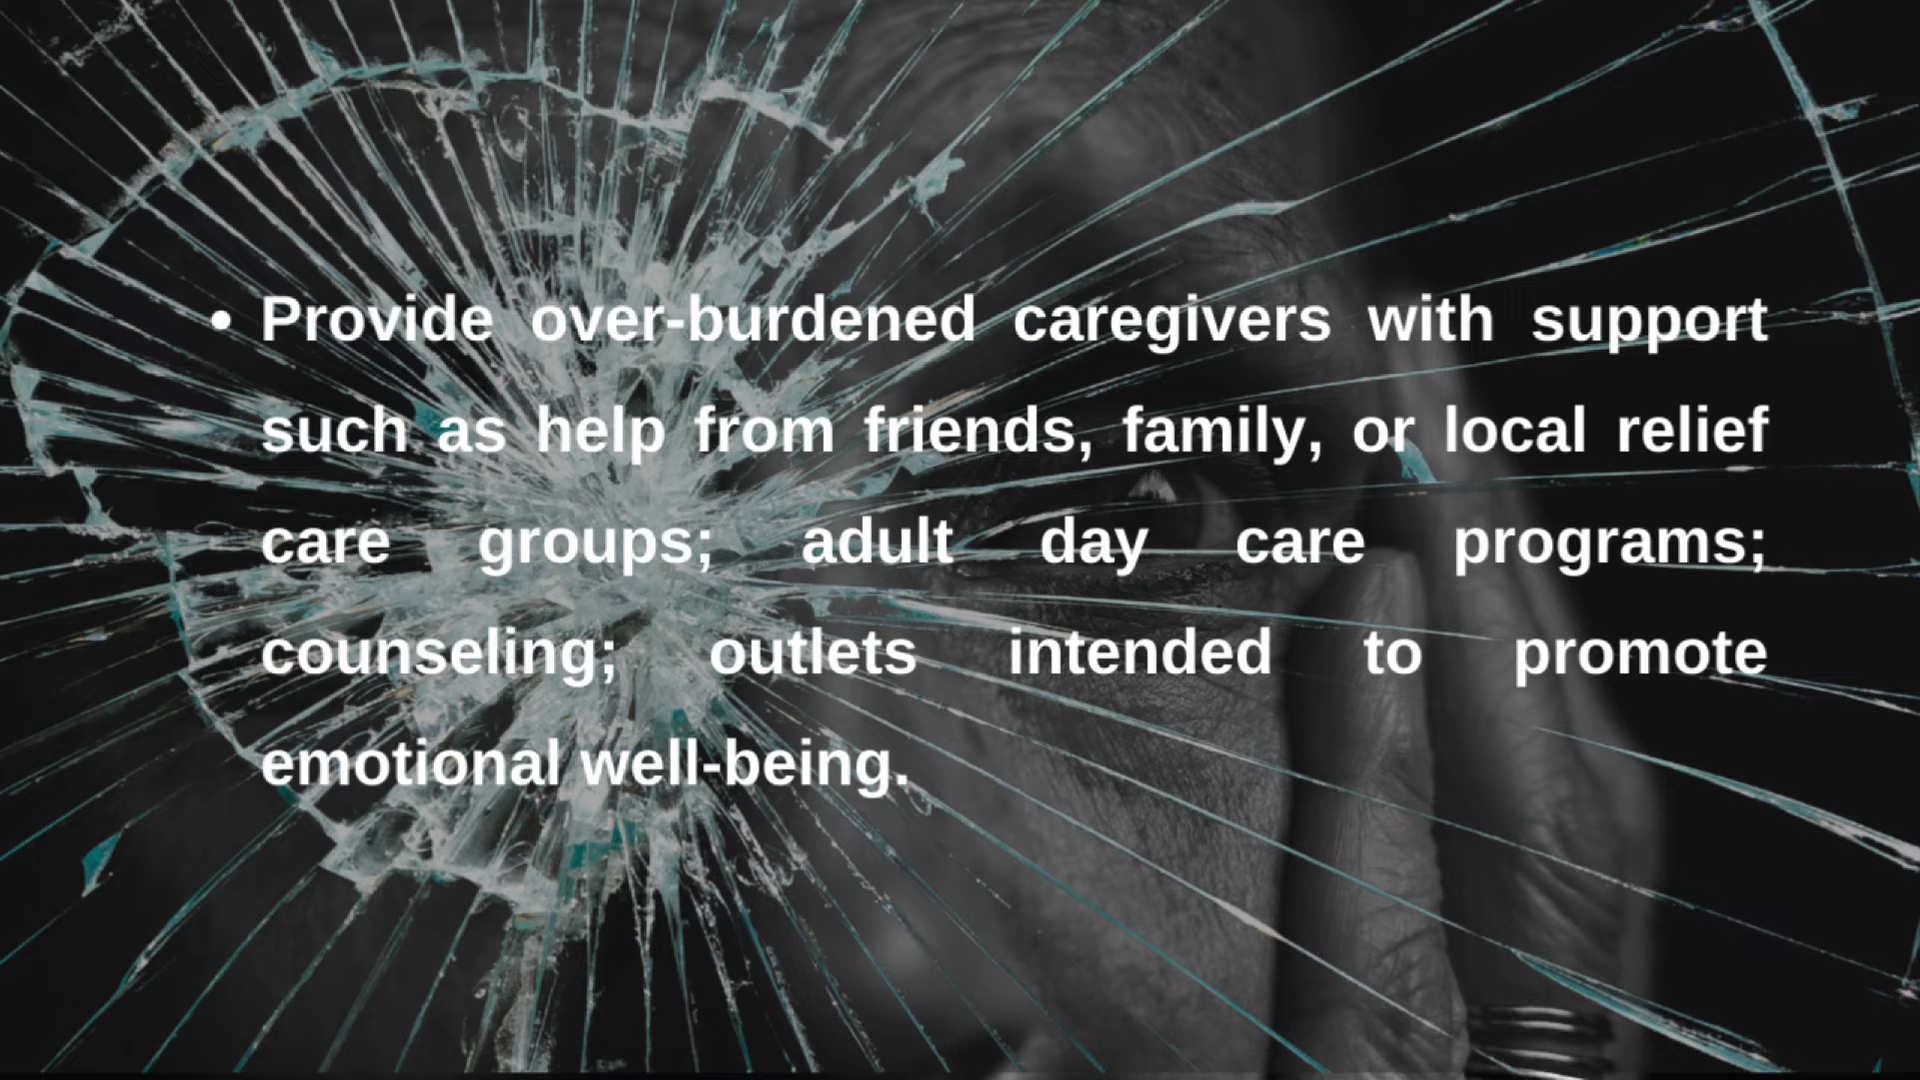 • Provide over-burdened caregivers with support
such as help from friends, family, or local relief
care groups; adult day care programs;
counseling; outlets intended to promote
emotional well-being.